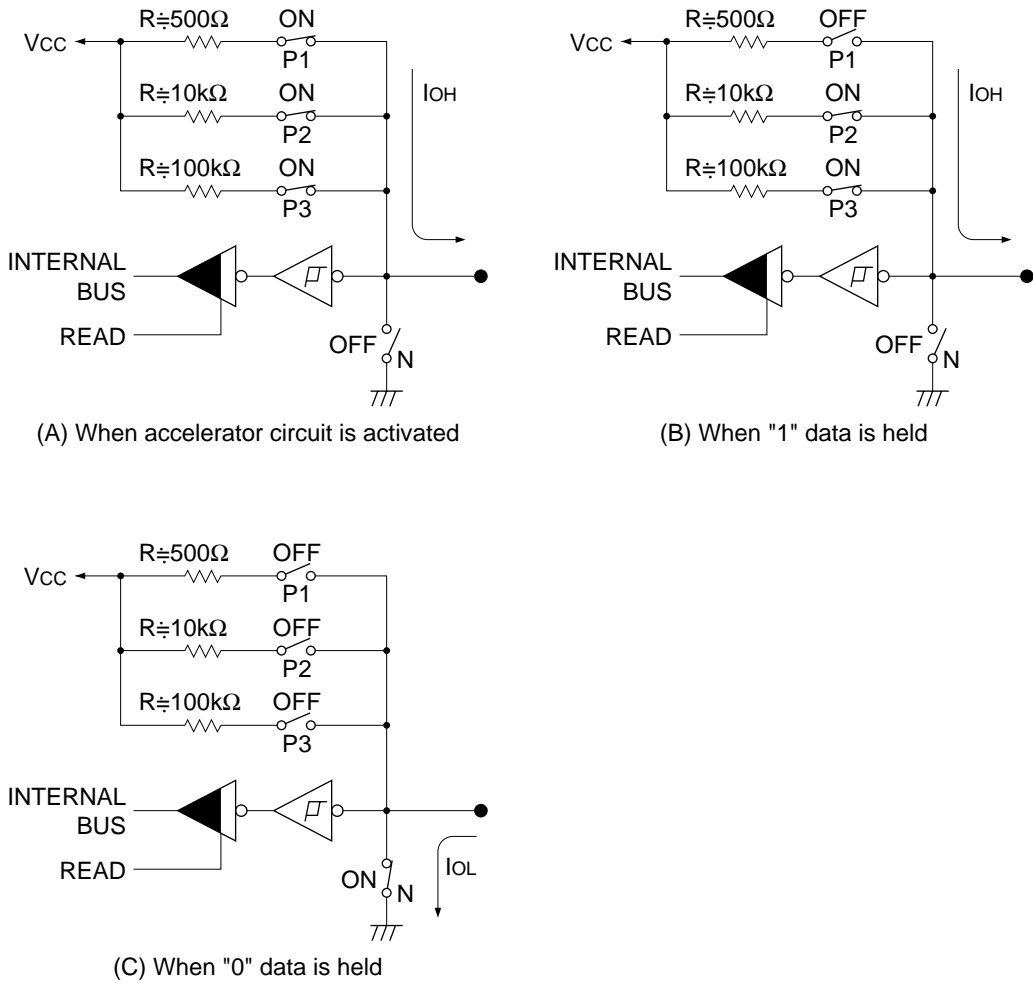 R≒500Ω
ON
VCC
P1
R≒10kΩ
ON
P2
R≒100kΩ
ON
P3
IOH
INTERNAL
BUS
READ
OFF
N
(A) When accelerator circuit is activated
R≒500Ω
OFF
VCC
P1
R≒10kΩ
ON
P2
R≒100kΩ
ON
P3
IOH
INTERNAL
BUS
READ
OFF
N
(B) When "1" data is held
R≒500Ω
OFF
VCC
P1
R≒10kΩ
OFF
P2
R≒100kΩ
OFF
P3
INTERNAL
BUS
READ
ON
N
IOL
(C) When "0" data is held